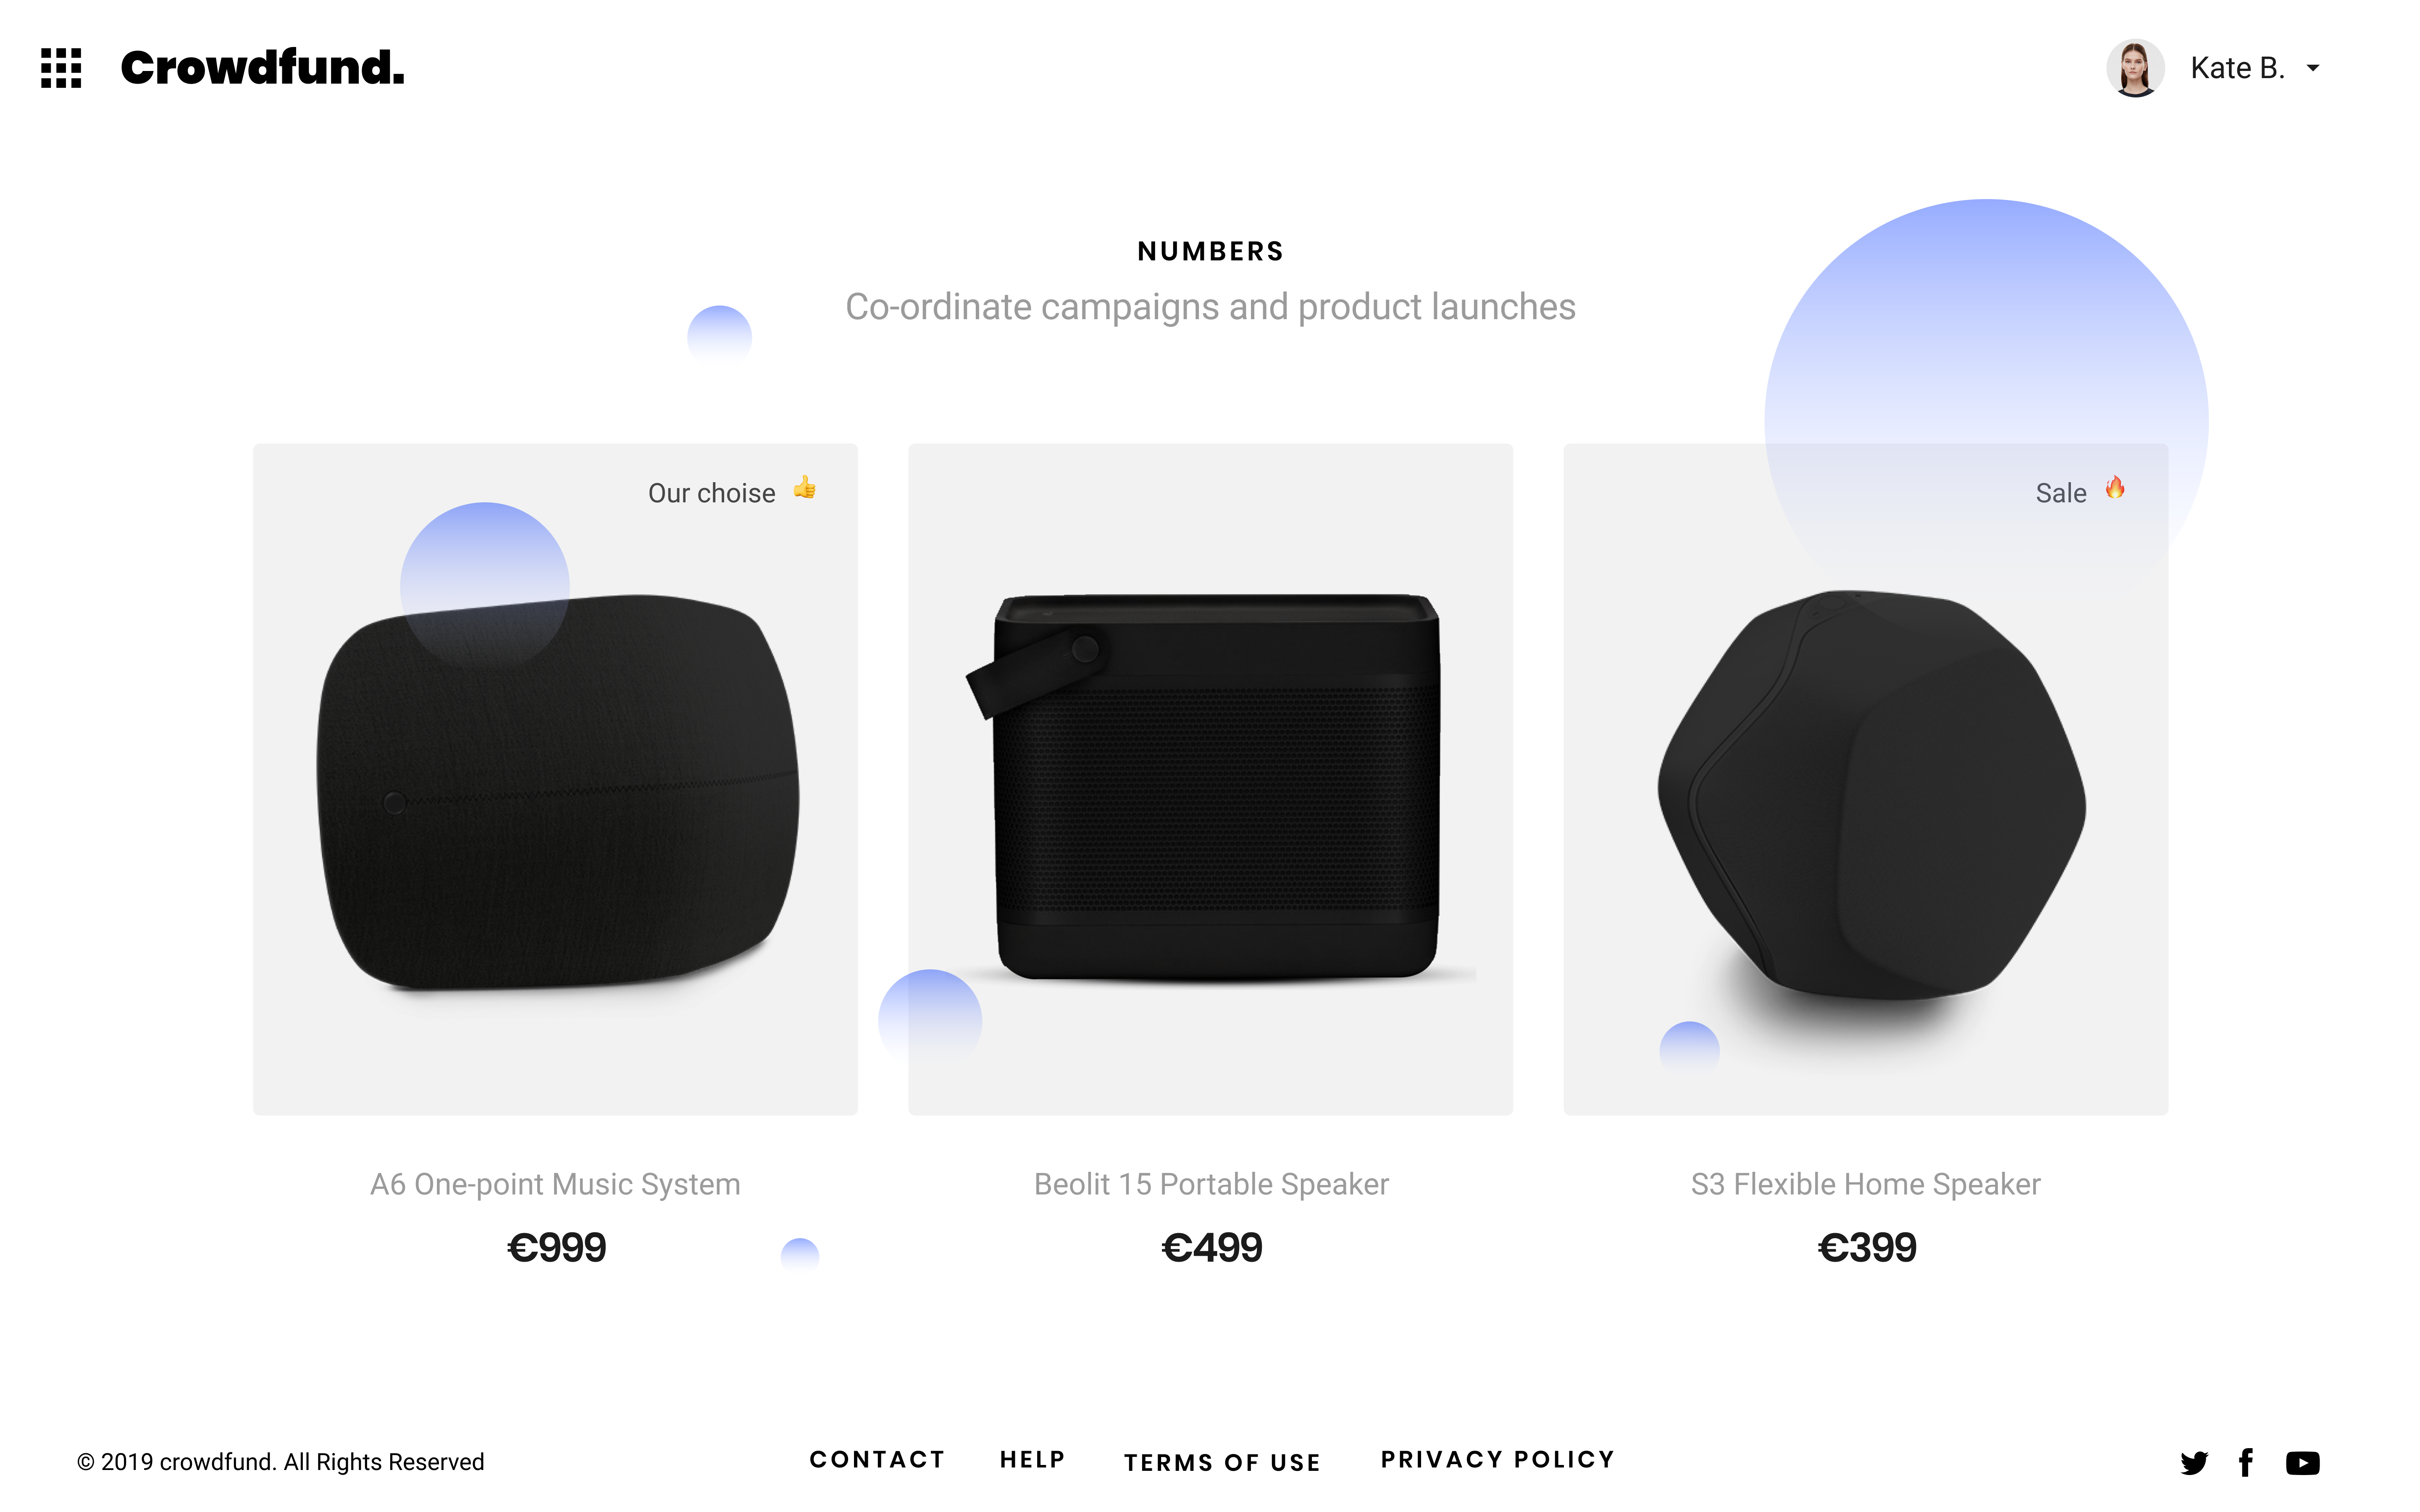 Crowdfund.
Kate B.
NUMBERS
Co-ordinate campaigns and product launches
Our choise 👍
Sale 🔥
A6 One-point Music System
€999
Beolit 15 Portable Speaker
€499
S3 Flexible Home Speaker
€399
© 2019 crowdfund. All Rights Reserved
CONTACT
HELP
TERMS OF USE
PRIVACY POLICY